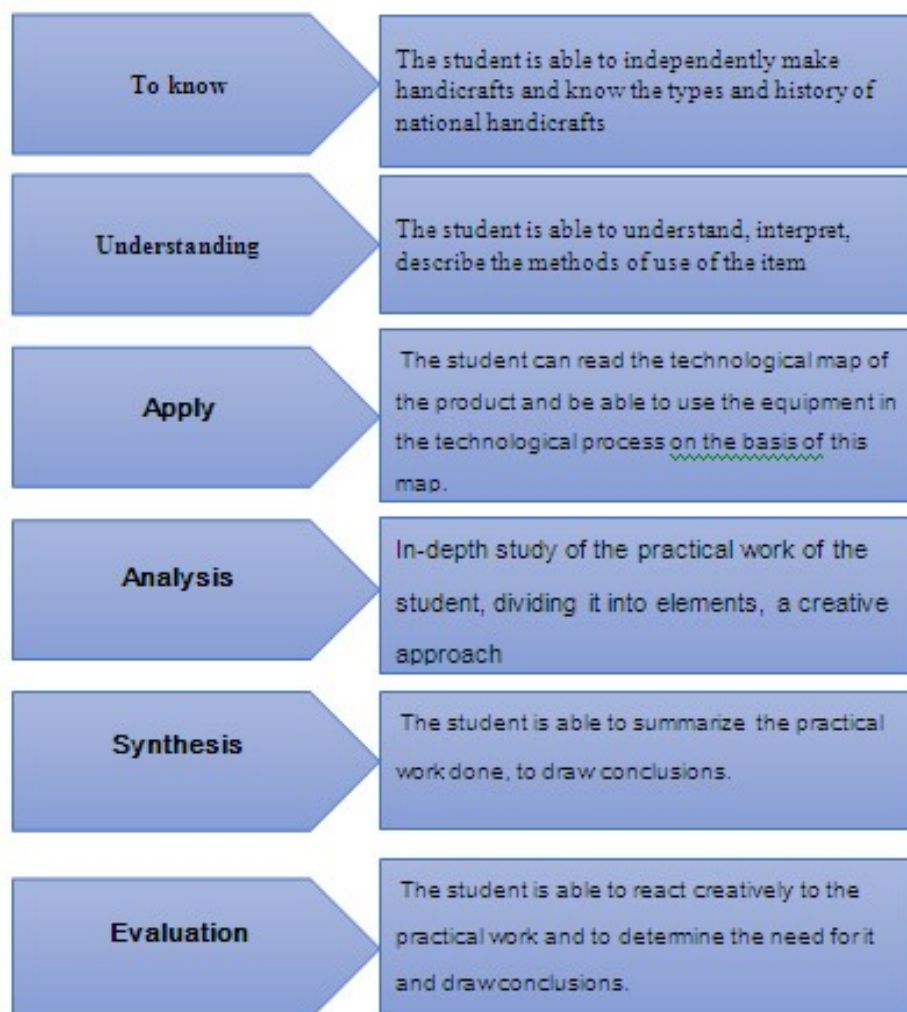 To know
The student is able to independently make
handicrafts and know the types and history of
national handicrafts
Understanding
The student is able to understand, interpret,
describe the methods of use of the item
Apply
The student can read the technological map of
the product and be able to use the equipment in
the technological process on the basis of this
map.
Analysis
In-depth study of the practical work of the
student, dividing it into elements, a creative
approach
Synthesis
The student is able to summarize the practical
work done, to draw conclusions.
Evaluation
The student is able to react creatively to the
practical work and to determine the need for it
and draw conclusions.